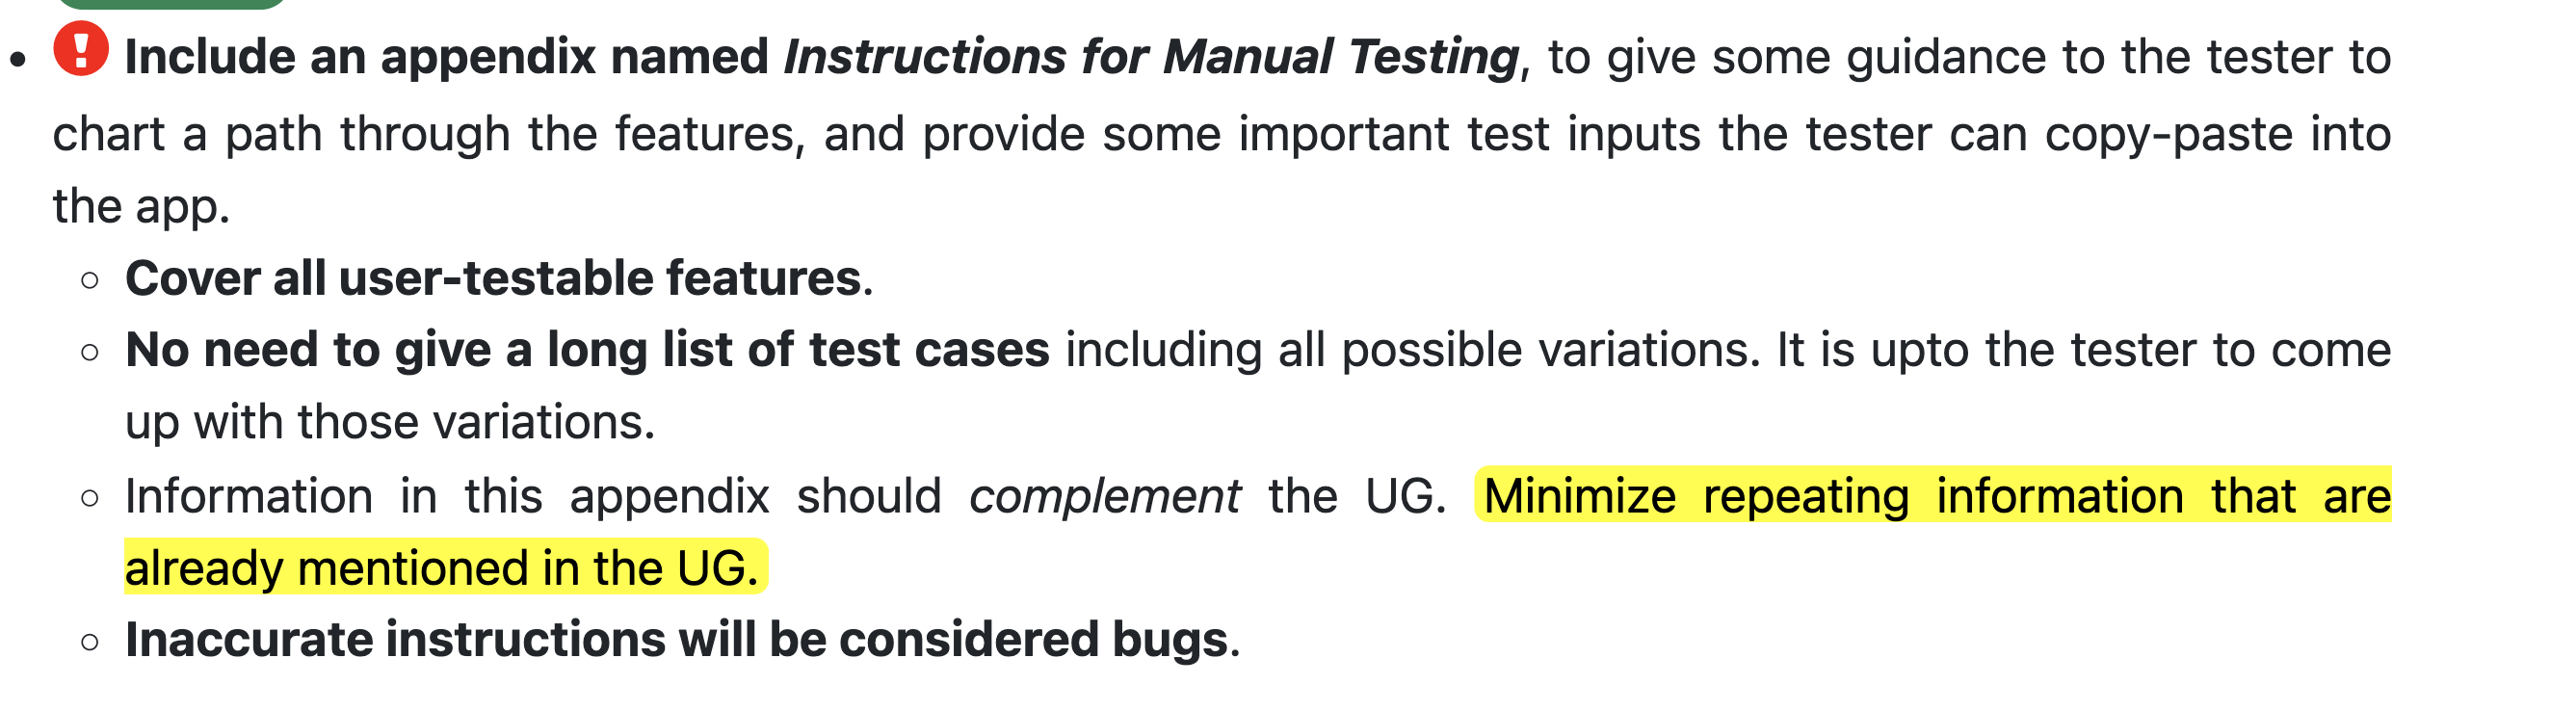 • ! Include an appendix named Instructions for Manual Testing, to give some guidance to the tester to
chart a path through the features, and provide some important test inputs the tester can copy-paste into
the app.
○ Cover all user-testable features.
○ No need to give a long list of test cases including all possible variations. It is upto the tester to come
up with those variations.
○ Information in this appendix should complement the UG. Minimize repeating information that are
already mentioned in the UG.
○ Inaccurate instructions will be considered bugs.